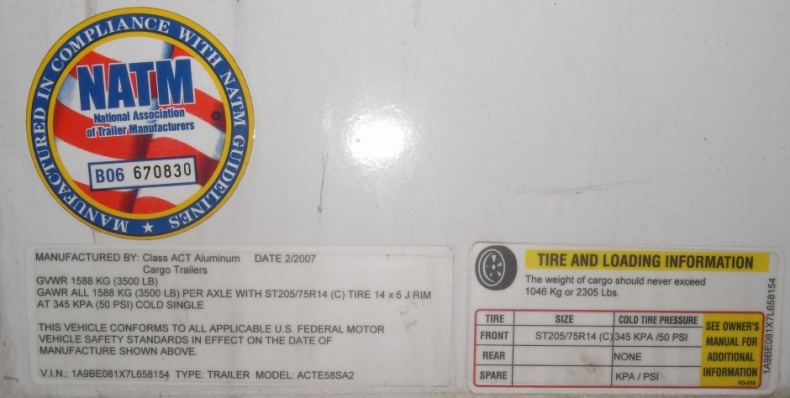 MANUFACTURED IN COMPLIANCE WITH NATM GUIDELINES
NATM
National Association
of Trailer Manufacturers
B06 670830
MANUFACTURED BY: Class ACT Aluminum DATE 2/2007
Cargo Trailers
GVWR 1588 KG (3500 LB)
GAWR ALL 1588 KG (3500 LB) PER AXLE WITH ST205/75R14 (C) TIRE 14 x 5 J RIM
AT 345 KPA (50 PSI) COLD SINGLE
THIS VEHICLE CONFORMS TO ALL APPLICABLE U.S. FEDERAL MOTOR
VEHICLE SAFETY STANDARDS IN EFFECT ON THE DATE OF
MANUFACTURE SHOWN ABOVE.
V.I.N.: 1A9BE081X7L658154 TYPE: TRAILER MODEL: ACTE58SA2
TIRE AND LOADING INFORMATION
The weight of cargo should never exceed
1046 Kg or 2305 Lbs.
TIRE SIZE COLD TIRE PRESSURE
FRONT ST205/75R14 (C) 345 KPA /50 PSI
REAR NONE
SPARE KPA / PSI
SEE OWNER'S
MANUAL FOR
ADDITIONAL
INFORMATION
1A9BE081X7L658154